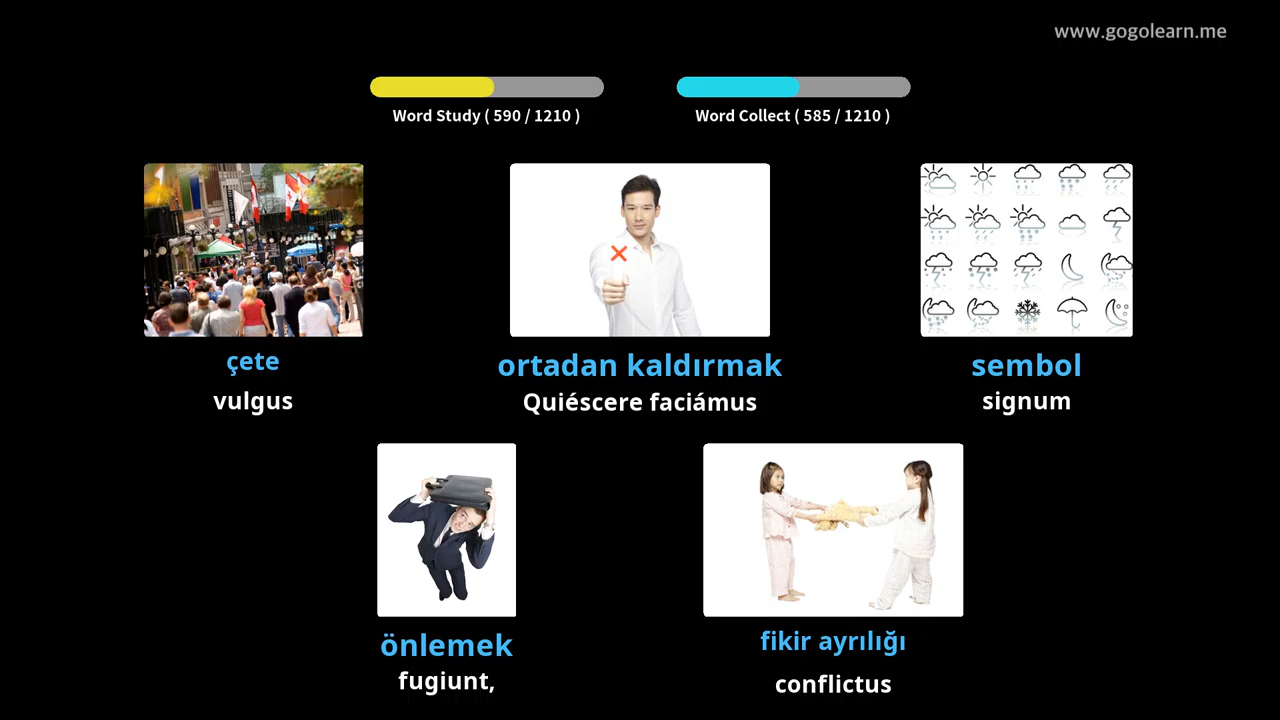 www.gogolearn.me
Word Study ( 590 / 1210 )
Word Collect ( 585 / 1210 )
çete
vulgus
ortadan kaldırmak
Quiéscere faciámus
sembol
signum
önlemek
fugiunt,
fikir ayrılığı
conflictus